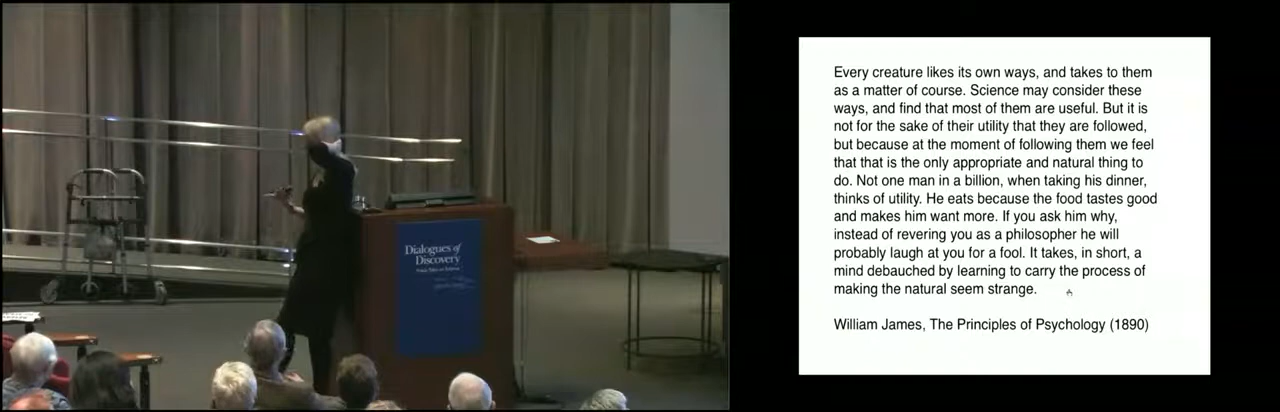 Dialogues of
Discovery
Every creature likes its own ways, and takes to them
as a matter of course. Science may consider these
ways, and find that most of them are useful. But it is
not for the sake of their utility that they are followed,
but because at the moment of following them we feel
that that is the only appropriate and natural thing to
do. Not one man in a billion, when taking his dinner,
thinks of utility. He eats because the food tastes good
and makes him want more. If you ask him why,
instead of revering you as a philosopher he will
probably laugh at you for a fool. It takes, in short, a
mind debauched by learning to carry the process of
making the natural seem strange.
William James, The Principles of Psychology (1890)